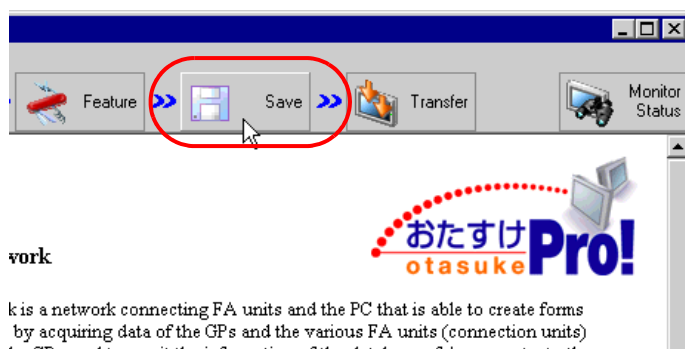 Feature
Save
Transfer
Monitor
Status
おたすけ Pro!
otasuke
work
k is a network connecting FA units and the PC that is able to create forms
by acquiring data of the GPs and the various FA units (connection units)